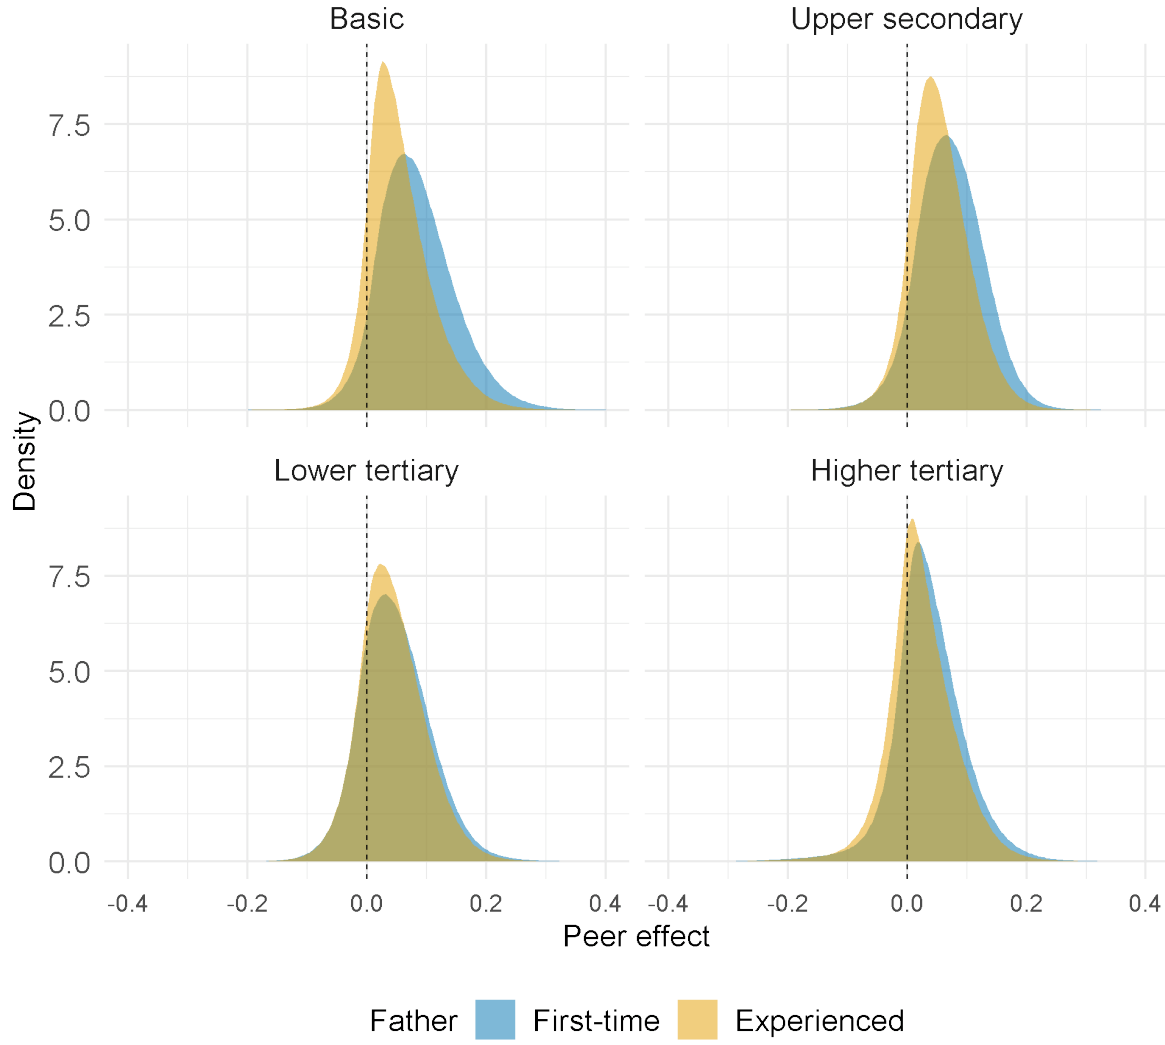 Basic
Upper secondary
7.5
5.0
2.5
0.0
Lower tertiary
Higher tertiary
7.5
5.0
2.5
0.0
-0.4 -0.2 0.0 0.2 0.4 -0.4 -0.2 0.0 0.2 0.4
Density
Peer effect
Father First-time Experienced